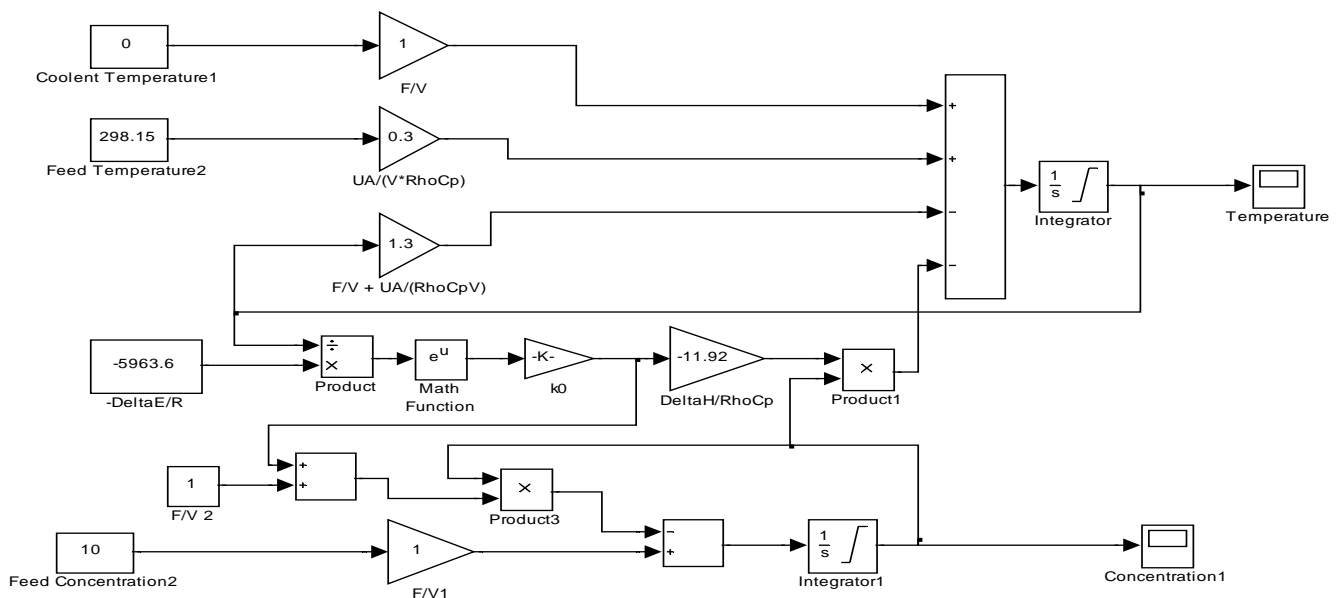 0
Coolent Temperature1
1
F/V
298.15
Feed Temperature2
0.3
UA/(V*RhoCp)
1.3
F/V + UA/(RhoCpV)
+
+
−
−
1
s
Integrator
Temperature
-5963.6
-DeltaE/R
÷
×
Product
eu
Math
Function
-K-
k0
-11.92
DeltaH/RhoCp
×
Product1
1
F/V 2
+
+
×
Product3
10
Feed Concentration2
1
F/V1
−
+
1
s
Integrator1
Concentration1